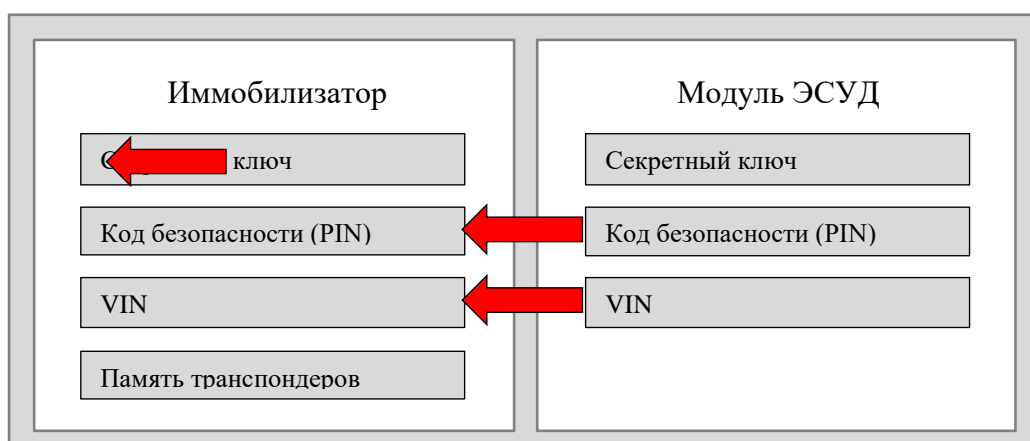 Иммобилизатор
ключ
Код безопасности (PIN)
VIN
Память транспондеров
Модуль ЭСУД
Секретный ключ
Код безопасности (PIN)
VIN